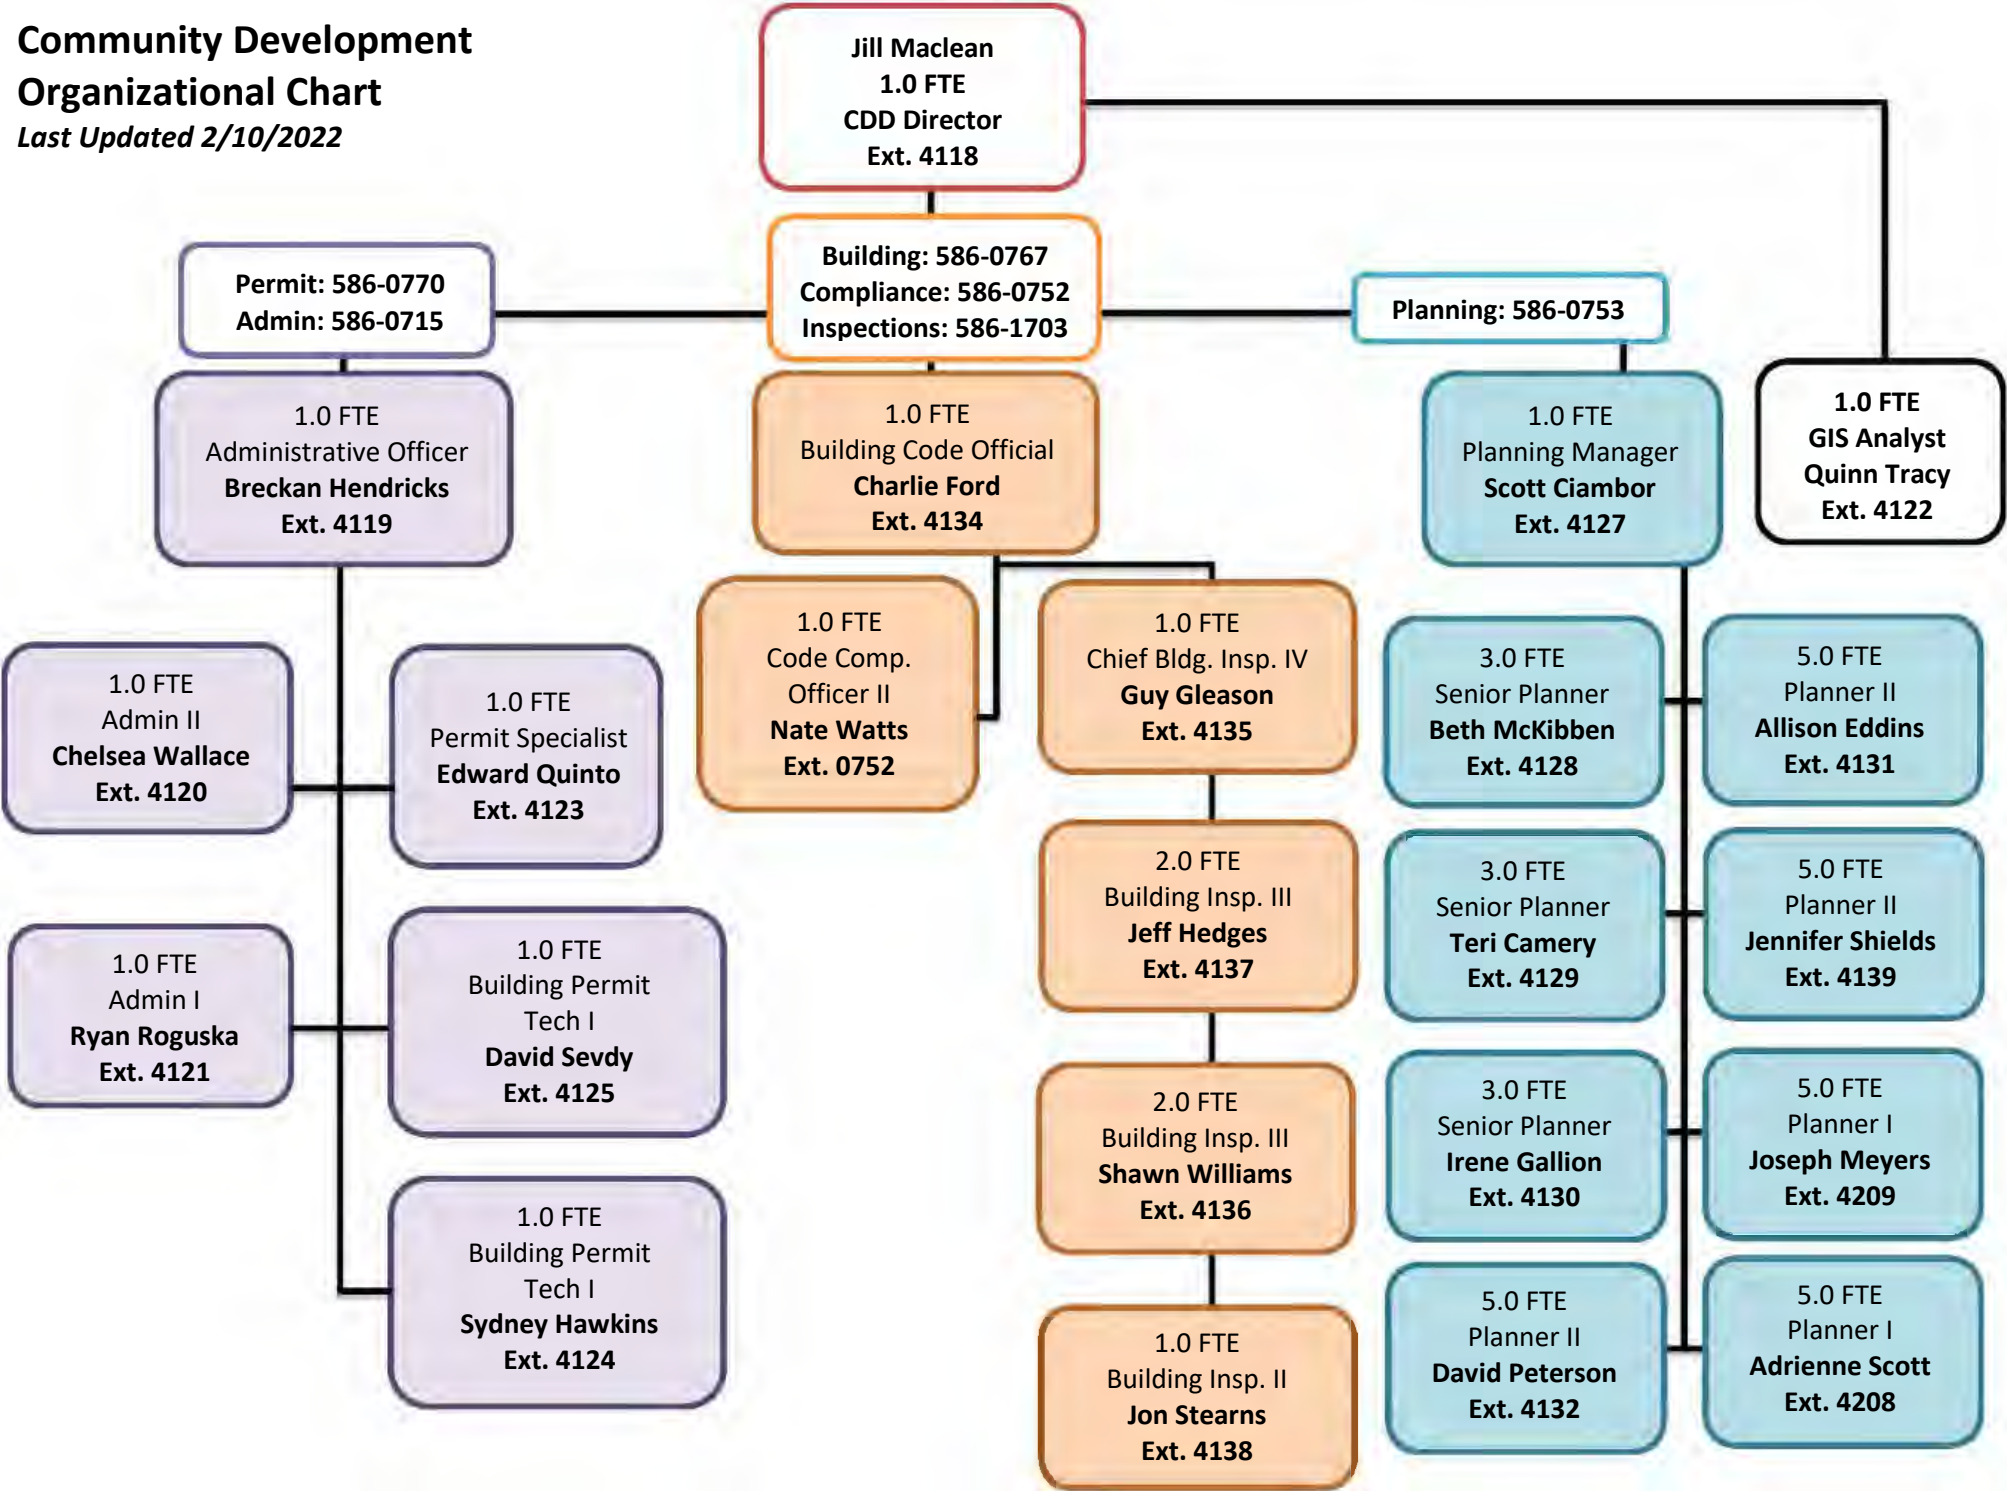 Community Development
Organizational Chart
Last Updated 2/10/2022
Jill Maclean
1.0 FTE
CDD Director
Ext. 4118
Permit: 586-0770
Admin: 586-0715
Building: 586-0767
Compliance: 586-0752
Inspections: 586-1703
Planning: 586-0753
1.0 FTE
Administrative Officer
Breckan Hendricks
Ext. 4119
1.0 FTE
Building Code Official
Charlie Ford
Ext. 4134
1.0 FTE
Planning Manager
Scott Ciambor
Ext. 4127
1.0 FTE
GIS Analyst
Quinn Tracy
Ext. 4122
1.0 FTE
Admin II
Chelsea Wallace
Ext. 4120
1.0 FTE
Permit Specialist
Edward Quinto
Ext. 4123
1.0 FTE
Admin I
Ryan Roguska
Ext. 4121
1.0 FTE
Building Permit
Tech I
David Sevdy
Ext. 4125
1.0 FTE
Building Permit
Tech I
Sydney Hawkins
Ext. 4124
1.0 FTE
Code Comp.
Officer II
Nate Watts
Ext. 0752
1.0 FTE
Chief Bldg. Insp. IV
Guy Gleason
Ext. 4135
2.0 FTE
Building Insp. III
Jeff Hedges
Ext. 4137
2.0 FTE
Building Insp. III
Shawn Williams
Ext. 4136
1.0 FTE
Building Insp. II
Jon Stearns
Ext. 4138
3.0 FTE
Senior Planner
Beth McKibben
Ext. 4128
5.0 FTE
Planner II
Allison Eddins
Ext. 4131
3.0 FTE
Senior Planner
Teri Camery
Ext. 4129
5.0 FTE
Planner II
Jennifer Shields
Ext. 4139
3.0 FTE
Senior Planner
Irene Gallion
Ext. 4130
5.0 FTE
Planner I
Joseph Meyers
Ext. 4209
5.0 FTE
Planner II
David Peterson
Ext. 4132
5.0 FTE
Planner I
Adrienne Scott
Ext. 4208